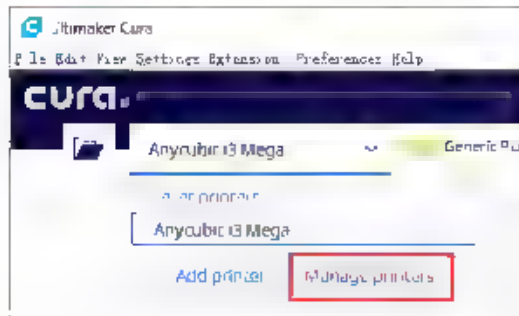 Ultimaker Cura
File Edit View Settings Extension Preferences Help
cura.
Anycubic i3 Mega
Generic
Anycubic i3 Mega
Add printer Manage printers